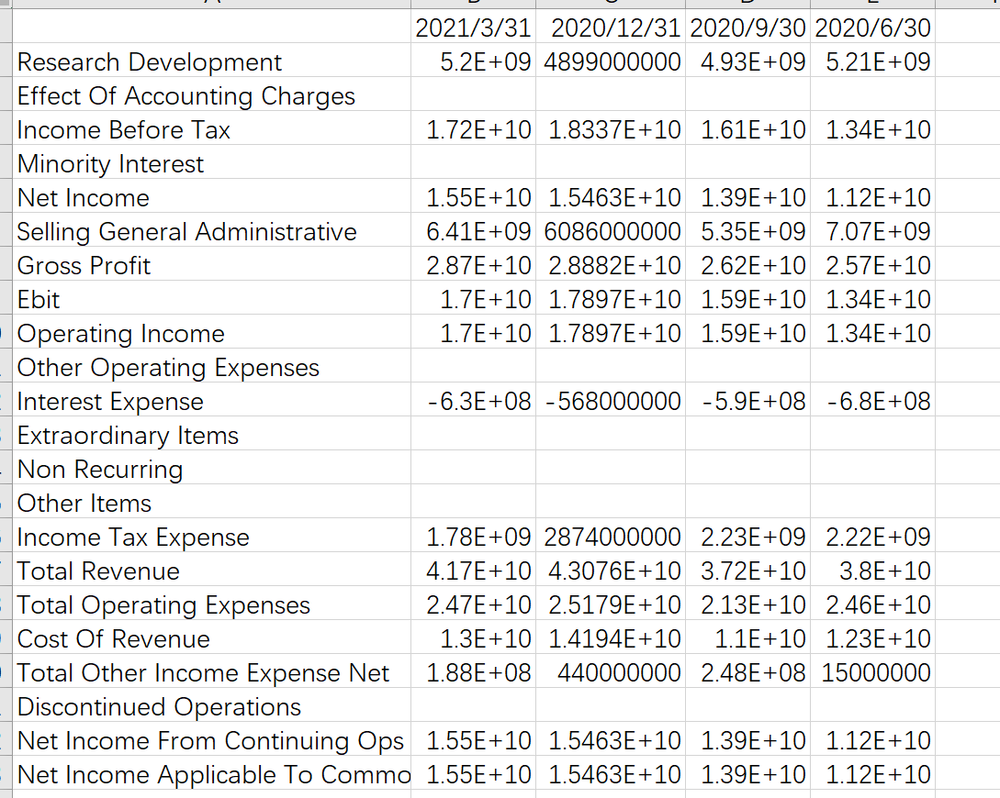 2021/3/31 2020/12/31 2020/9/30 2020/6/30
Research Development 5.2E+09 4899000000 4.93E+09 5.21E+09
Effect Of Accounting Charges
Income Before Tax 1.72E+10 1.8337E+10 1.61E+10 1.34E+10
Minority Interest
Net Income 1.55E+10 1.5463E+10 1.39E+10 1.12E+10
Selling General Administrative 6.41E+09 6086000000 5.35E+09 7.07E+09
Gross Profit 2.87E+10 2.8882E+10 2.62E+10 2.57E+10
Ebit 1.7E+10 1.7897E+10 1.59E+10 1.34E+10
Operating Income 1.7E+10 1.7897E+10 1.59E+10 1.34E+10
Other Operating Expenses
Interest Expense -6.3E+08 -568000000 -5.9E+08 -6.8E+08
Extraordinary Items
Non Recurring
Other Items
Income Tax Expense 1.78E+09 2874000000 2.23E+09 2.22E+09
Total Revenue 4.17E+10 4.3076E+10 3.72E+10 3.8E+10
Total Operating Expenses 2.47E+10 2.5179E+10 2.13E+10 2.46E+10
Cost Of Revenue 1.3E+10 1.4194E+10 1.1E+10 1.23E+10
Total Other Income Expense Net 1.88E+08 440000000 2.48E+08 15000000
Discontinued Operations
Net Income From Continuing Ops 1.55E+10 1.5463E+10 1.39E+10 1.12E+10
Net Income Applicable To Commo 1.55E+10 1.5463E+10 1.39E+10 1.12E+10